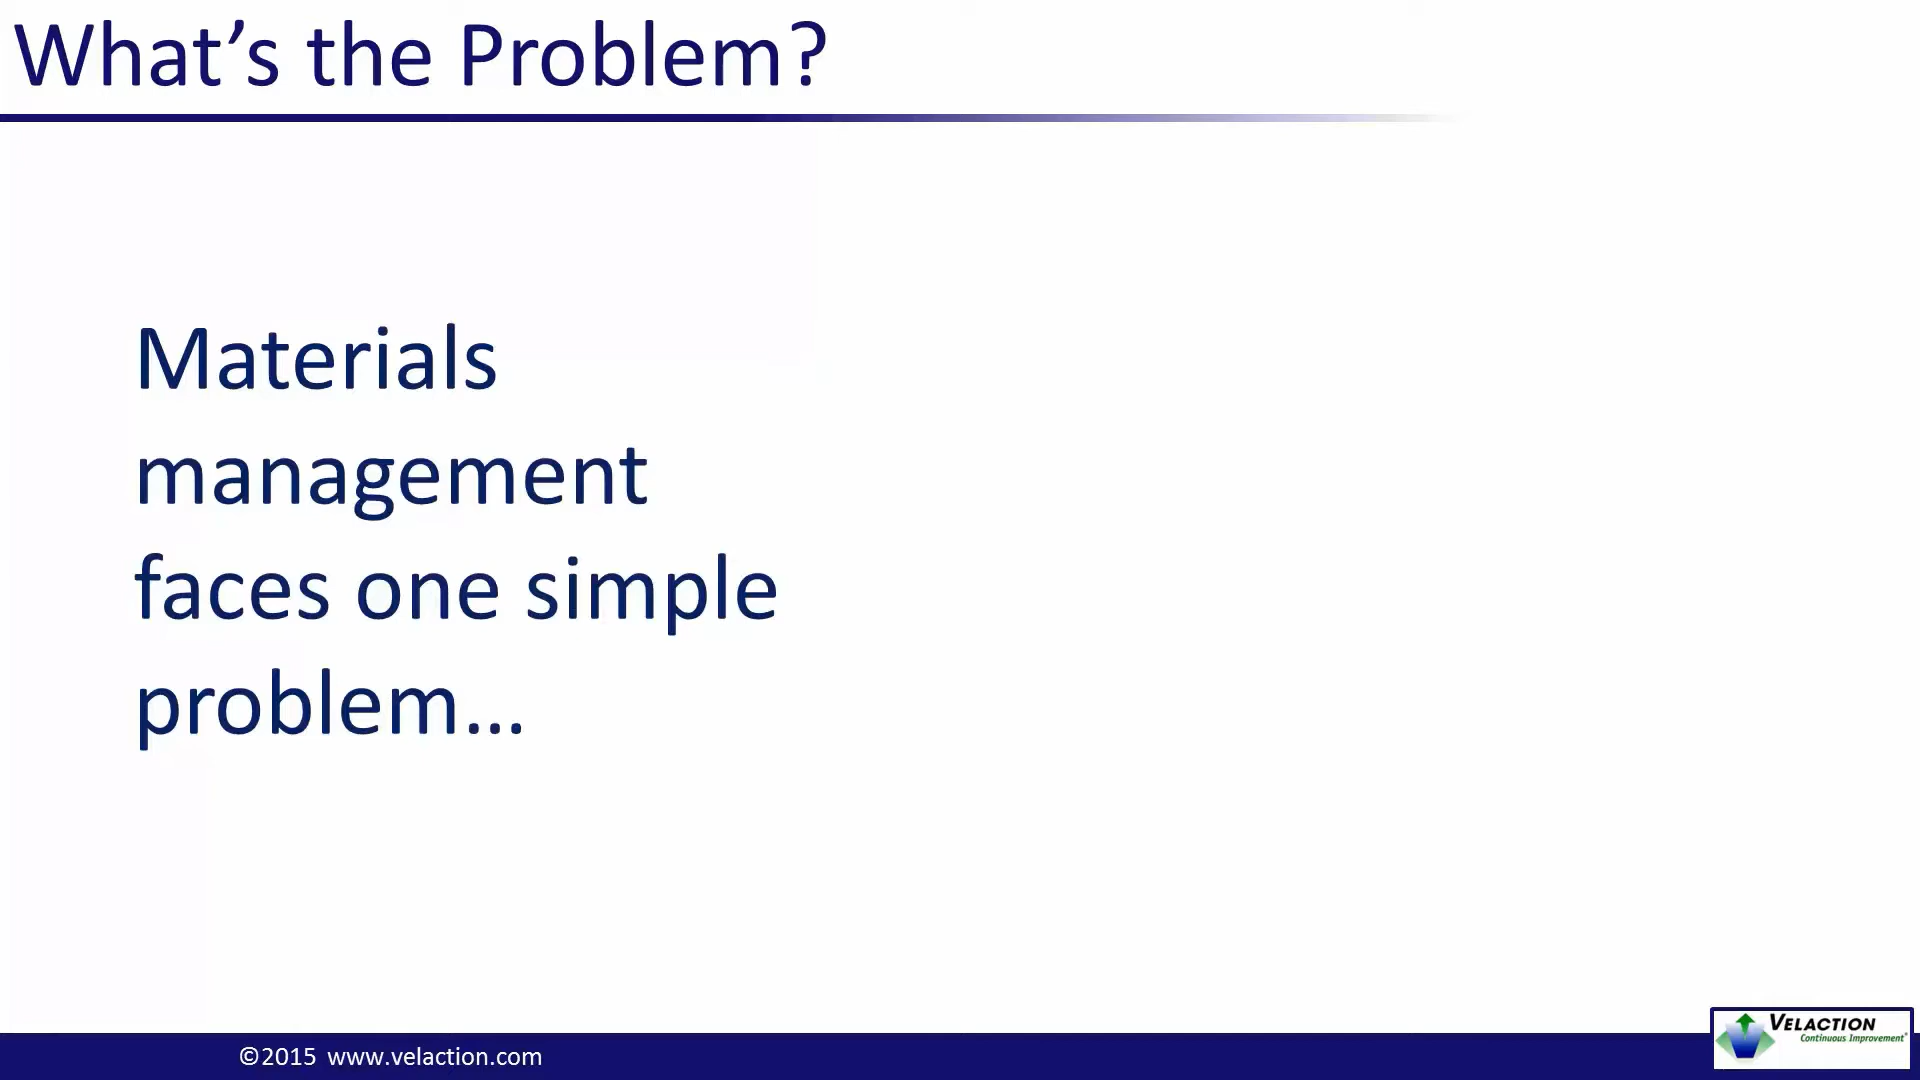 What’s the Problem?
Materials
management
faces one simple
problem...
©2015 www.velaction.com
VELACTION
Continuous Improvement